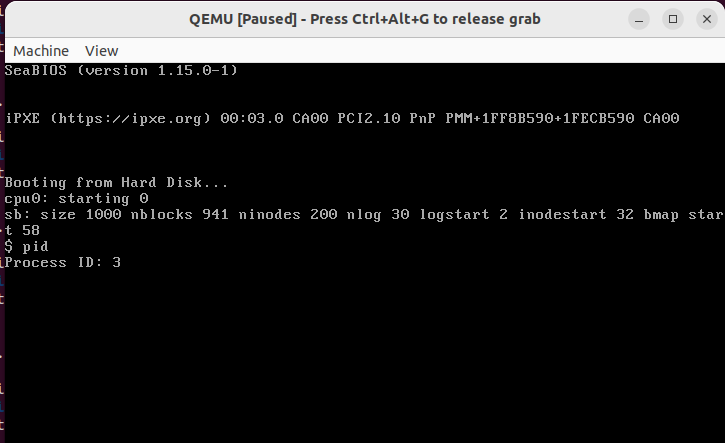 QEMU [Paused] - Press Ctrl+Alt+G to release grab
Machine View
SeaBIOS (version 1.15.0-1)
iPXE (https://ipxe.org) 00:03.0 CA00 PCI2.10 PnP PMM+1FF8B590+1FECB590 CA00
Booting from Hard Disk...
cpu0: starting 0
sb: size 1000 nblocks 941 ninodes 200 nlog 30 logstart 2 inodestart 32 bmap star
t 58
$ pid
Process ID: 3